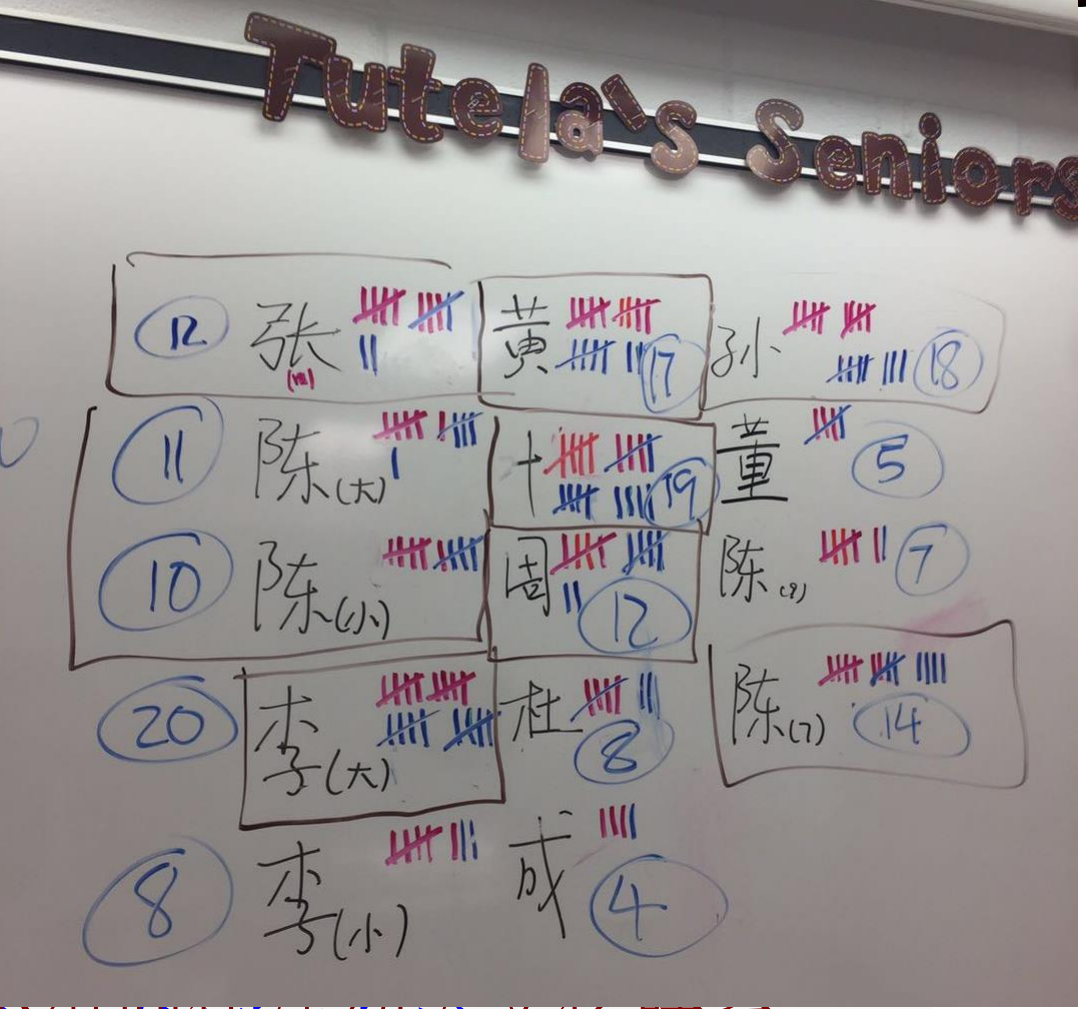 Tutela's Seniors
12 张 黄 17 孙 18
11 陈(大) 十 19 董 5
10 陈(小) 周 12 陈 7
20 李(大) 杜 8 陈(7) 14
8 李(小) 成 4